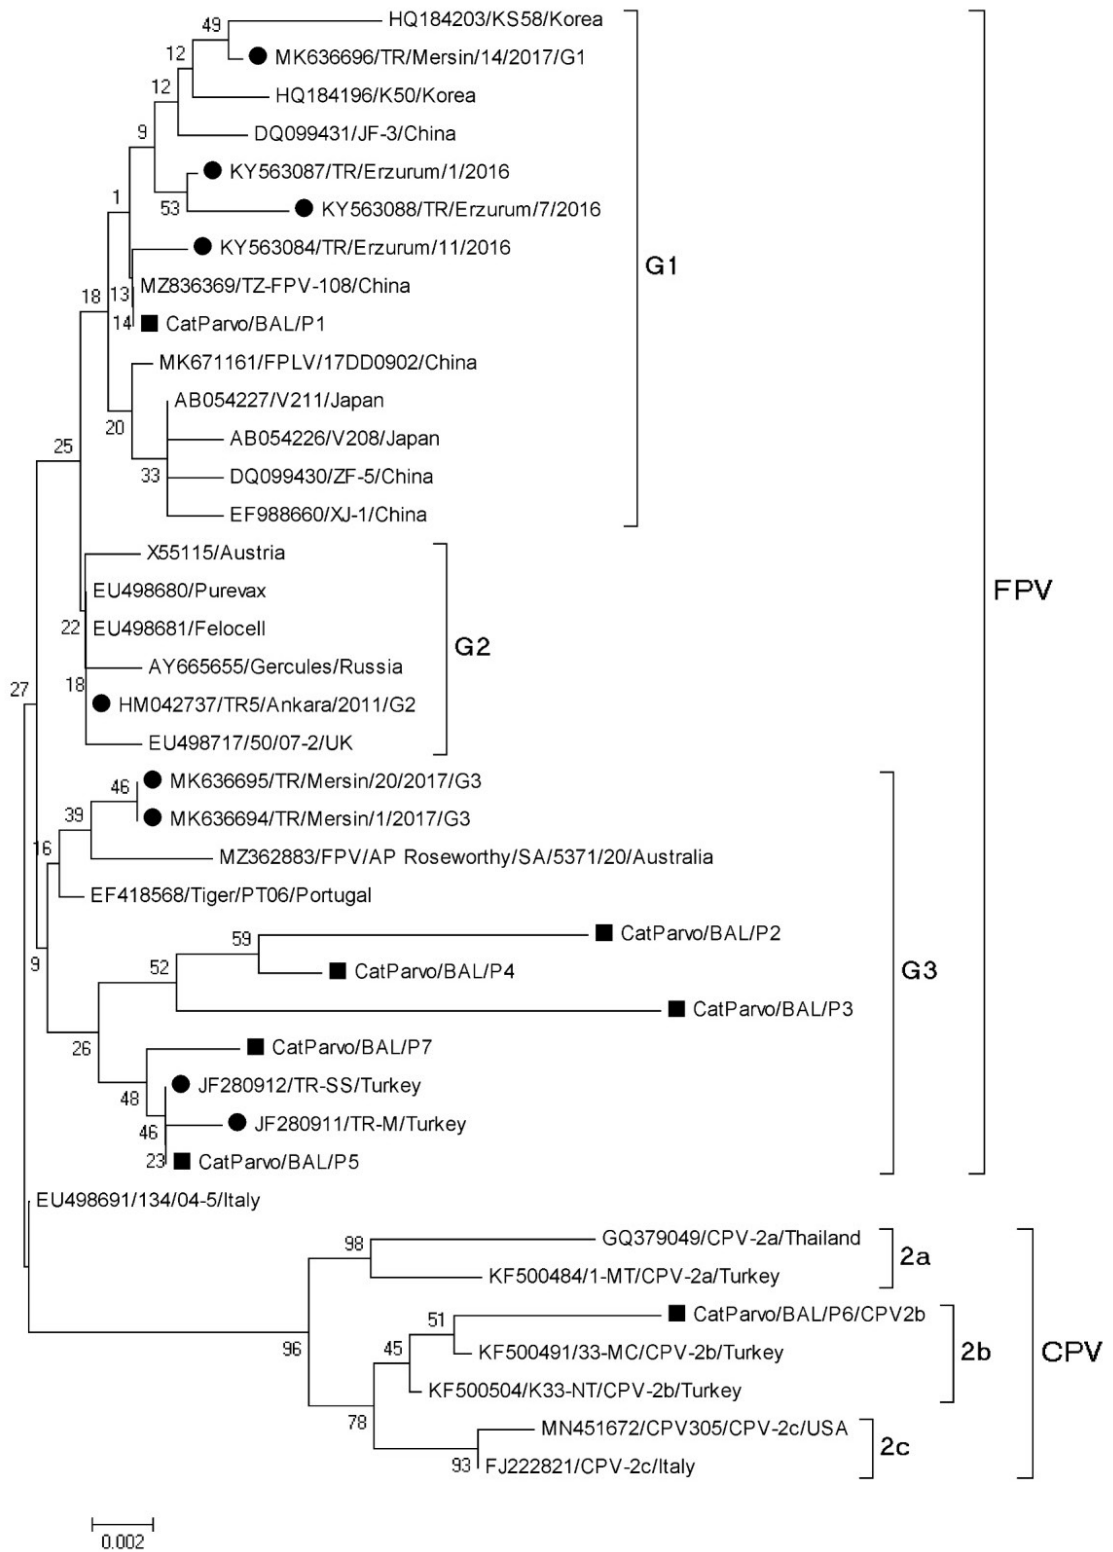 49
HQ184203/KS58/Korea
12
MK636696/TR/Mersin/14/2017/G1
12
HQ184196/K50/Korea
9
DQ099431/JF-3/China
KY563087/TR/Erzurum/1/2016
1
53
KY563088/TR/Erzurum/7/2016
KY563084/TR/Erzurum/11/2016
G1
18
13
MZ836369/TZ-FPV-108/China
14
CatParvo/BAL/P1
MK671161/FPLV/17DD0902/China
AB054227/V211/Japan
20
AB054226/V208/Japan
25
33
DQ099430/ZF-5/China
EF988660/XJ-1/China
X55115/Austria
EU498680/Purevax
FPV
22
EU498681/Felocell
G2
AY665655/Gercules/Russia
27
18
HM042737/TR5/Ankara/2011/G2
EU498717/50/07-2/UK
46
MK636695/TR/Mersin/20/2017/G3
39
MK636694/TR/Mersin/1/2017/G3
16
MZ362883/FPV/AP Roseworthy/SA/5371/20/Australia
EF418568/Tiger/PT06/Portugal
59
CatParvo/BAL/P2
9
52
CatParvo/BAL/P4
G3
CatParvo/BAL/P3
26
CatParvo/BAL/P7
48
JF280912/TR-SS/Turkey
46
JF280911/TR-M/Turkey
23
CatParvo/BAL/P5
EU498691/134/04-5/Italy
98
GQ379049/CPV-2a/Thailand
2a
KF500484/1-MT/CPV-2a/Turkey
51
CatParvo/BAL/P6/CPV2b
96
45
KF500491/33-MC/CPV-2b/Turkey
2b
CPV
KF500504/K33-NT/CPV-2b/Turkey
78
MN451672/CPV305/CPV-2c/USA
2c
93
FJ222821/CPV-2c/Italy
0.002